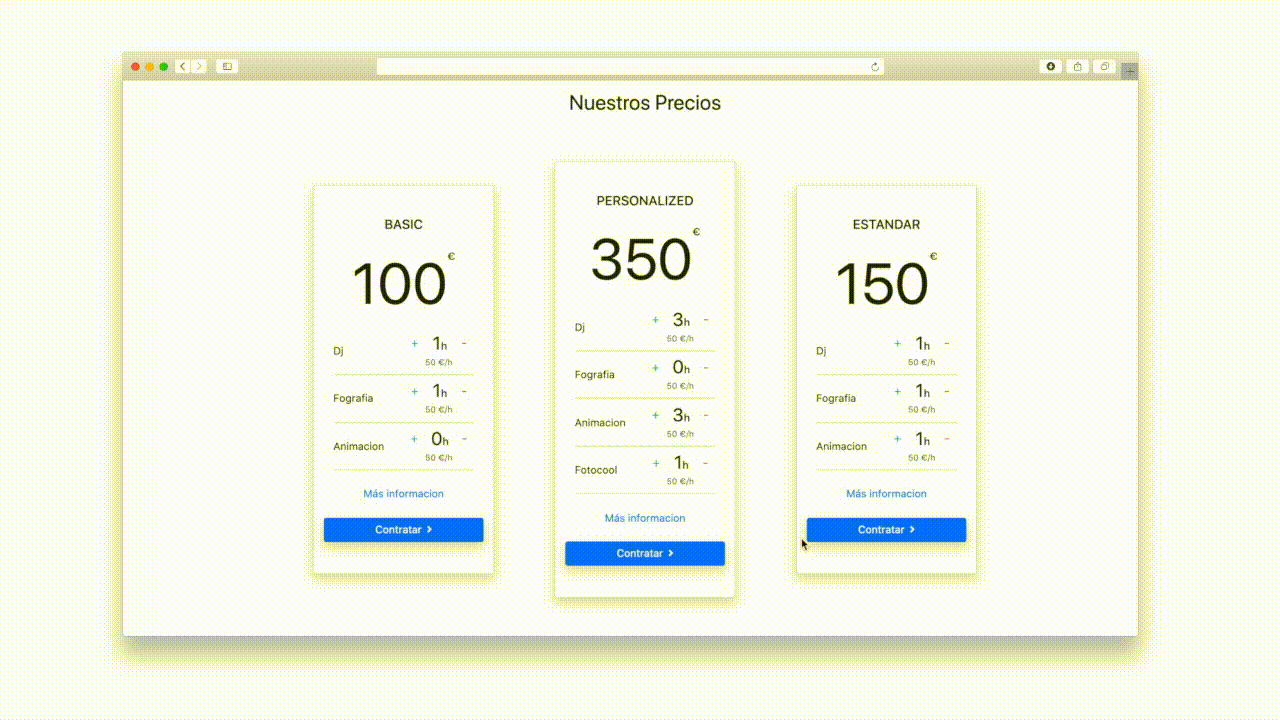 Nuestros Precios
BASIC
100 €
Dj + 1h -
50 €/h
Fografia + 1h -
50 €/h
Animacion + 0h -
50 €/h
Más informacion
Contratar
PERSONALIZED
350 €
Dj + 3h -
50 €/h
Fografia + 0h -
50 €/h
Animacion + 3h -
50 €/h
Fotocool + 1h -
50 €/h
Más informacion
Contratar
ESTANDAR
150 €
Dj + 1h -
50 €/h
Fografia + 1h -
50 €/h
Animacion + 1h -
50 €/h
Más informacion
Contratar